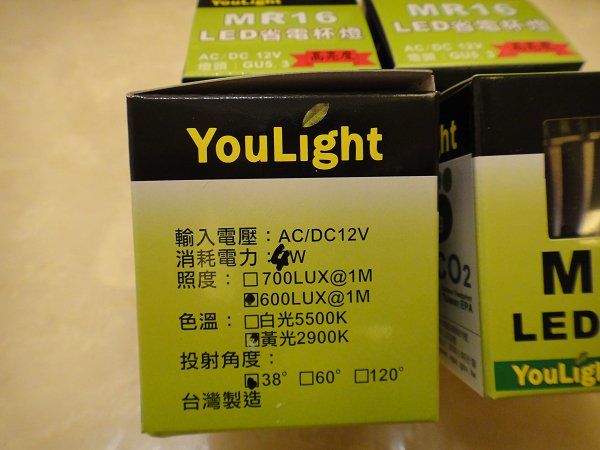 MR16
LED省電杯燈
AC/DC 12V
燈頭：GU5.3
高亮度
MR16
LED省電杯燈
AC/DC 12V
燈頭：GU5.3
高亮度
YouLight
輸入電壓：AC/DC12V
消耗電力：4W
照度：□700LUX@1M
☑600LUX@1M
色溫：□白光5500K
☑黃光2900K
投射角度：
☑38° □60° □120°
台灣製造
ght
CO2
Taiwan EPA
M
LED
YouLight